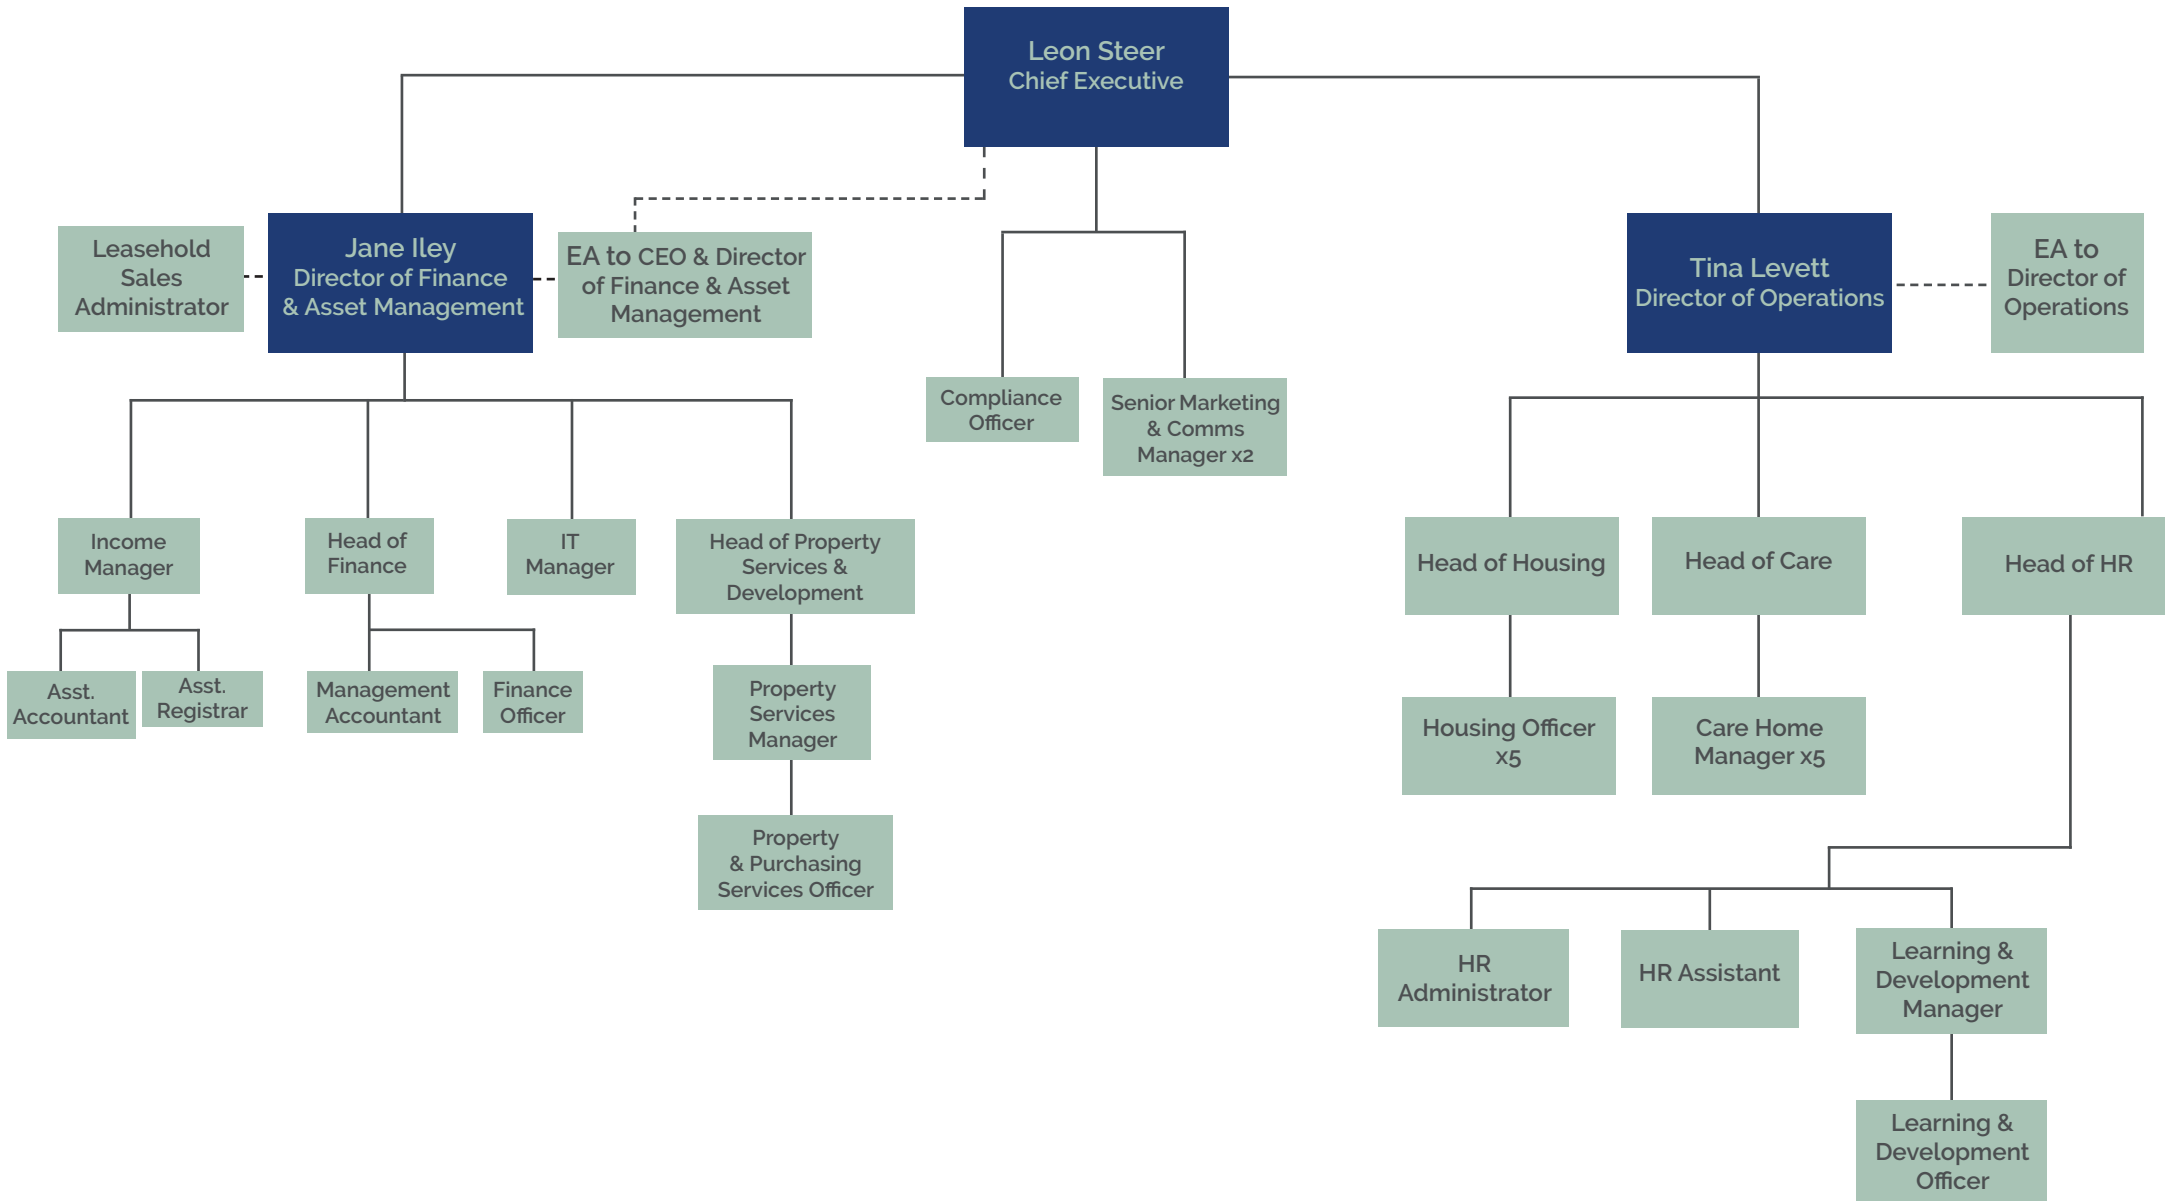 Leon Steer
Chief Executive
Leasehold
Sales
Administrator
Jane Iley
Director of Finance
& Asset Management
EA to CEO & Director
of Finance & Asset
Management
Tina Levett
Director of Operations
EA to
Director of
Operations
Compliance
Officer
Senior Marketing
& Comms
Manager x2
Income
Manager
Head of
Finance
IT
Manager
Head of Property
Services &
Development
Head of Housing
Head of Care
Head of HR
Asst.
Accountant
Asst.
Registrar
Management
Accountant
Finance
Officer
Property
Services
Manager
Housing Officer
x5
Care Home
Manager x5
Property
& Purchasing
Services Officer
HR
Administrator
HR Assistant
Learning &
Development
Manager
Learning &
Development
Officer